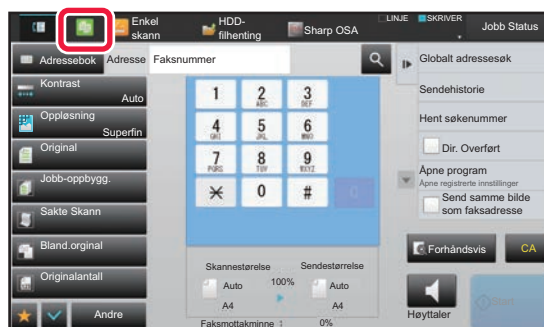 Enkel skann
HDD-filhenting
Sharp OSA
LINJE
SKRIVER
Jobb Status
Adressebok
Adresse
Faksnummer
Kontrast
Auto
Oppløsning
Superfin
Original
Jobb-oppbygg.
Sakte Skann
Bland.orginal
Originalantall
Andre
1
2 ABC
3 DEF
4 GHI
5 JKL
6 MNO
7 PQRS
8 TUV
9 WXYZ
0
#
C
Skannestørelse
Sendestørrelse
Auto
100%
Auto
A4
A4
Faksmottakminne :
0%
Globalt adressesøk
Sendehistorie
Hent søkenummer
Dir. Overført
Åpne program
Åpne registrerte innstillinger
Send samme bilde
som faksadresse
Forhåndsvis
CA
Høyttaler
Start